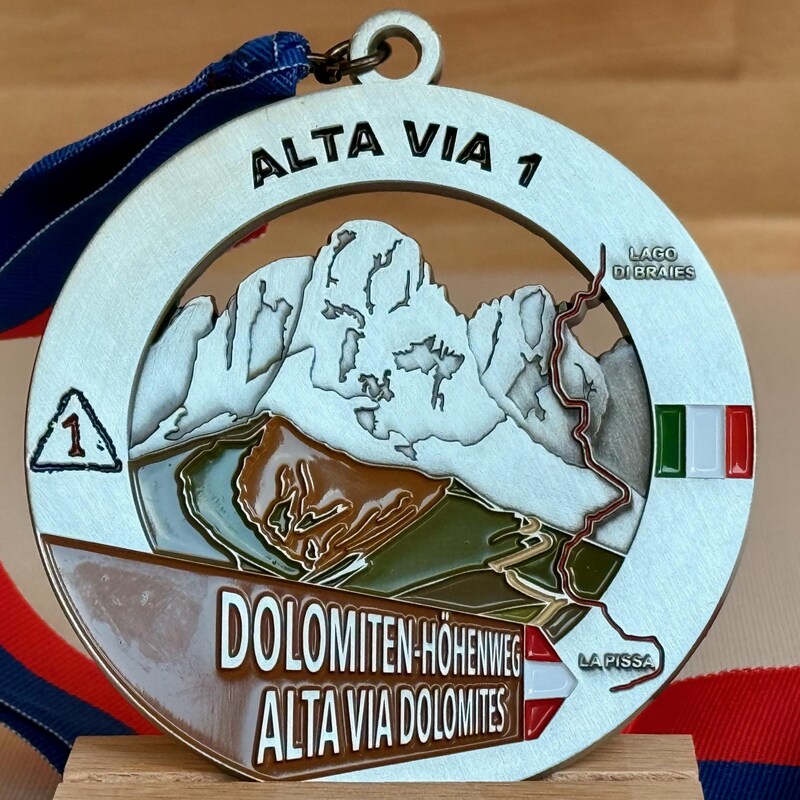 ALTA VIA 1
LAGO
DI BRAIES
1
DOLOMITEN-HÖHENWEG
ALTA VIA DOLOMITES
LA PISSA